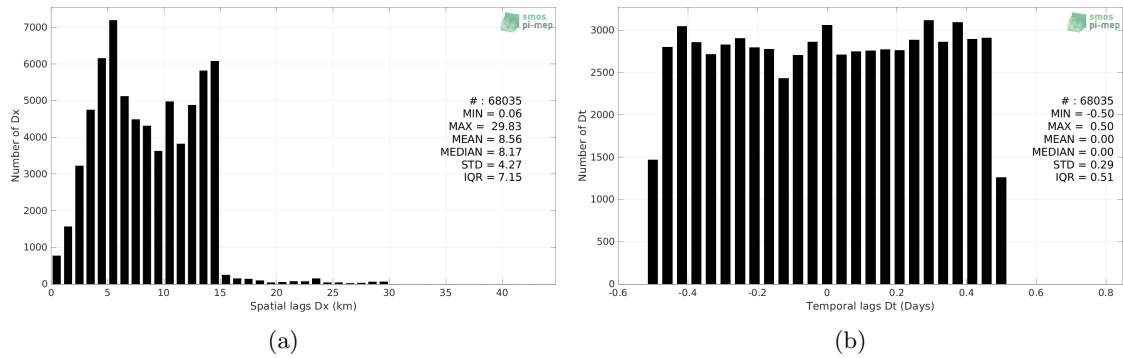 smos
pi-mep
7000
6000
5000
4000
3000
2000
1000
0
Number of Dx
# : 68035
MIN = 0.06
MAX = 29.83
MEAN = 8.56
MEDIAN = 8.17
STD = 4.27
IQR = 7.15
0 5 10 15 20 25 30 35 40
Spatial lags Dx (km)
(a)
smos
pi-mep
3000
2500
2000
1500
1000
500
0
Number of Dt
# : 68035
MIN = -0.50
MAX = 0.50
MEAN = 0.00
MEDIAN = 0.00
STD = 0.29
IQR = 0.51
-0.6 -0.4 -0.2 0 0.2 0.4 0.6 0.8
Temporal lags Dt (Days)
(b)